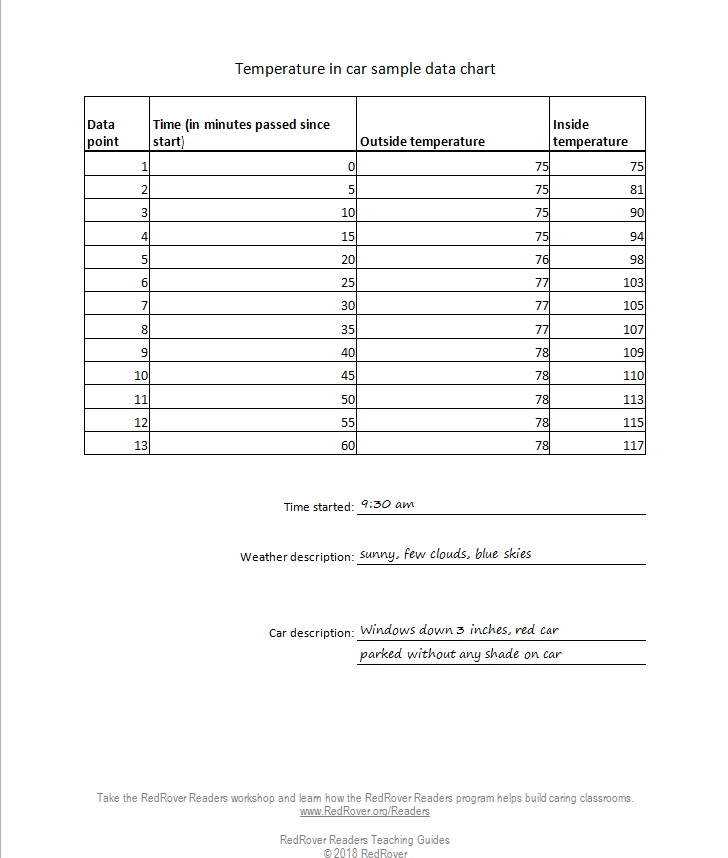 Temperature in car sample data chart
Data point Time (in minutes passed since start) Outside temperature Inside temperature
1 0 75 75
2 5 75 81
3 10 75 90
4 15 75 94
5 20 76 98
6 25 77 103
7 30 77 105
8 35 77 107
9 40 78 109
10 45 78 110
11 50 78 113
12 55 78 115
13 60 78 117
Time started: 9:30 am
Weather description: sunny, few clouds, blue skies
Car description: Windows down 3 inches, red car
parked without any shade on car
Take the RedRover Readers workshop and learn how the RedRover Readers program helps build caring classrooms.
www.RedRover.org/Readers
RedRover Readers Teaching Guides
© 2018 RedRover